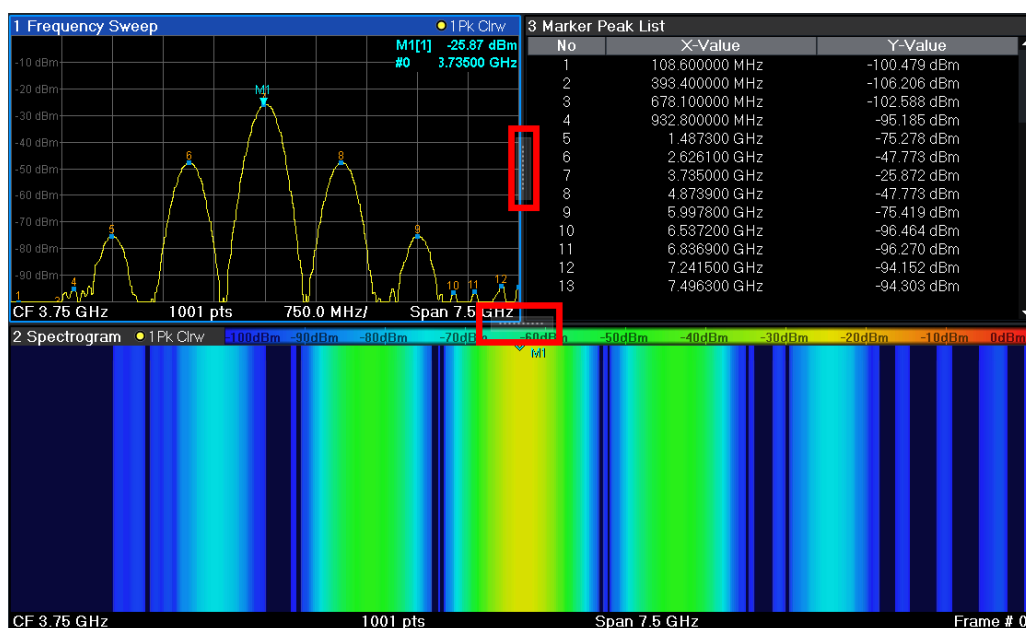 1 Frequency Sweep
1Pk Clrw
M1[1] -25.87 dBm
#0 3.73500 GHz
-10 dBm
-20 dBm
M1
-30 dBm
-40 dBm
6
8
-50 dBm
-60 dBm
-70 dBm
5
9
-80 dBm
-90 dBm
4
10
11
12
1
CF 3.75 GHz 1001 pts 750.0 MHz/ Span 7.5 GHz
3 Marker Peak List
No X-Value Y-Value
1 108.600000 MHz -100.479 dBm
2 393.400000 MHz -106.206 dBm
3 678.100000 MHz -102.588 dBm
4 932.800000 MHz -95.185 dBm
5 1.487300 GHz -75.278 dBm
6 2.626100 GHz -47.773 dBm
7 3.735000 GHz -25.872 dBm
8 4.873900 GHz -47.773 dBm
9 5.997800 GHz -75.419 dBm
10 6.537200 GHz -96.464 dBm
11 6.836900 GHz -96.270 dBm
12 7.241500 GHz -94.152 dBm
13 7.496300 GHz -94.303 dBm
2 Spectrogram 1Pk Clrw -100dBm -90dBm -80dBm -70dBm -60dBm -50dBm -40dBm -30dBm -20dBm -10dBm 0dBm
M1
CF 3.75 GHz 1001 pts Span 7.5 GHz Frame # 0